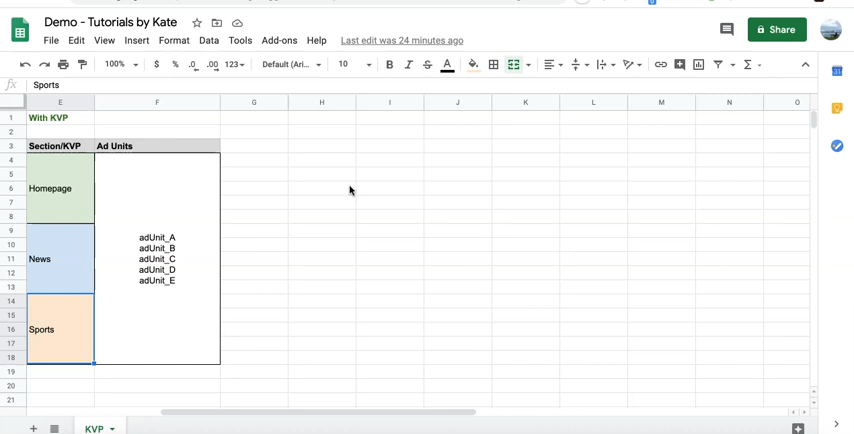 Demo - Tutorials by Kate
File Edit View Insert Format Data Tools Add-ons Help Last edit was 24 minutes ago
Share
100% $ % .0 .00 123 Default (Ari... 10 B I S A
fx Sports
E F G H I J K L M N O
1 With KVP
2
3 Section/KVP Ad Units
4
5
6 Homepage
7
8
9
10 adUnit_A
adUnit_B
11 News adUnit_C
12 adUnit_D
13 adUnit_E
14
15
16 Sports
17
18
19
20
21
KVP
31